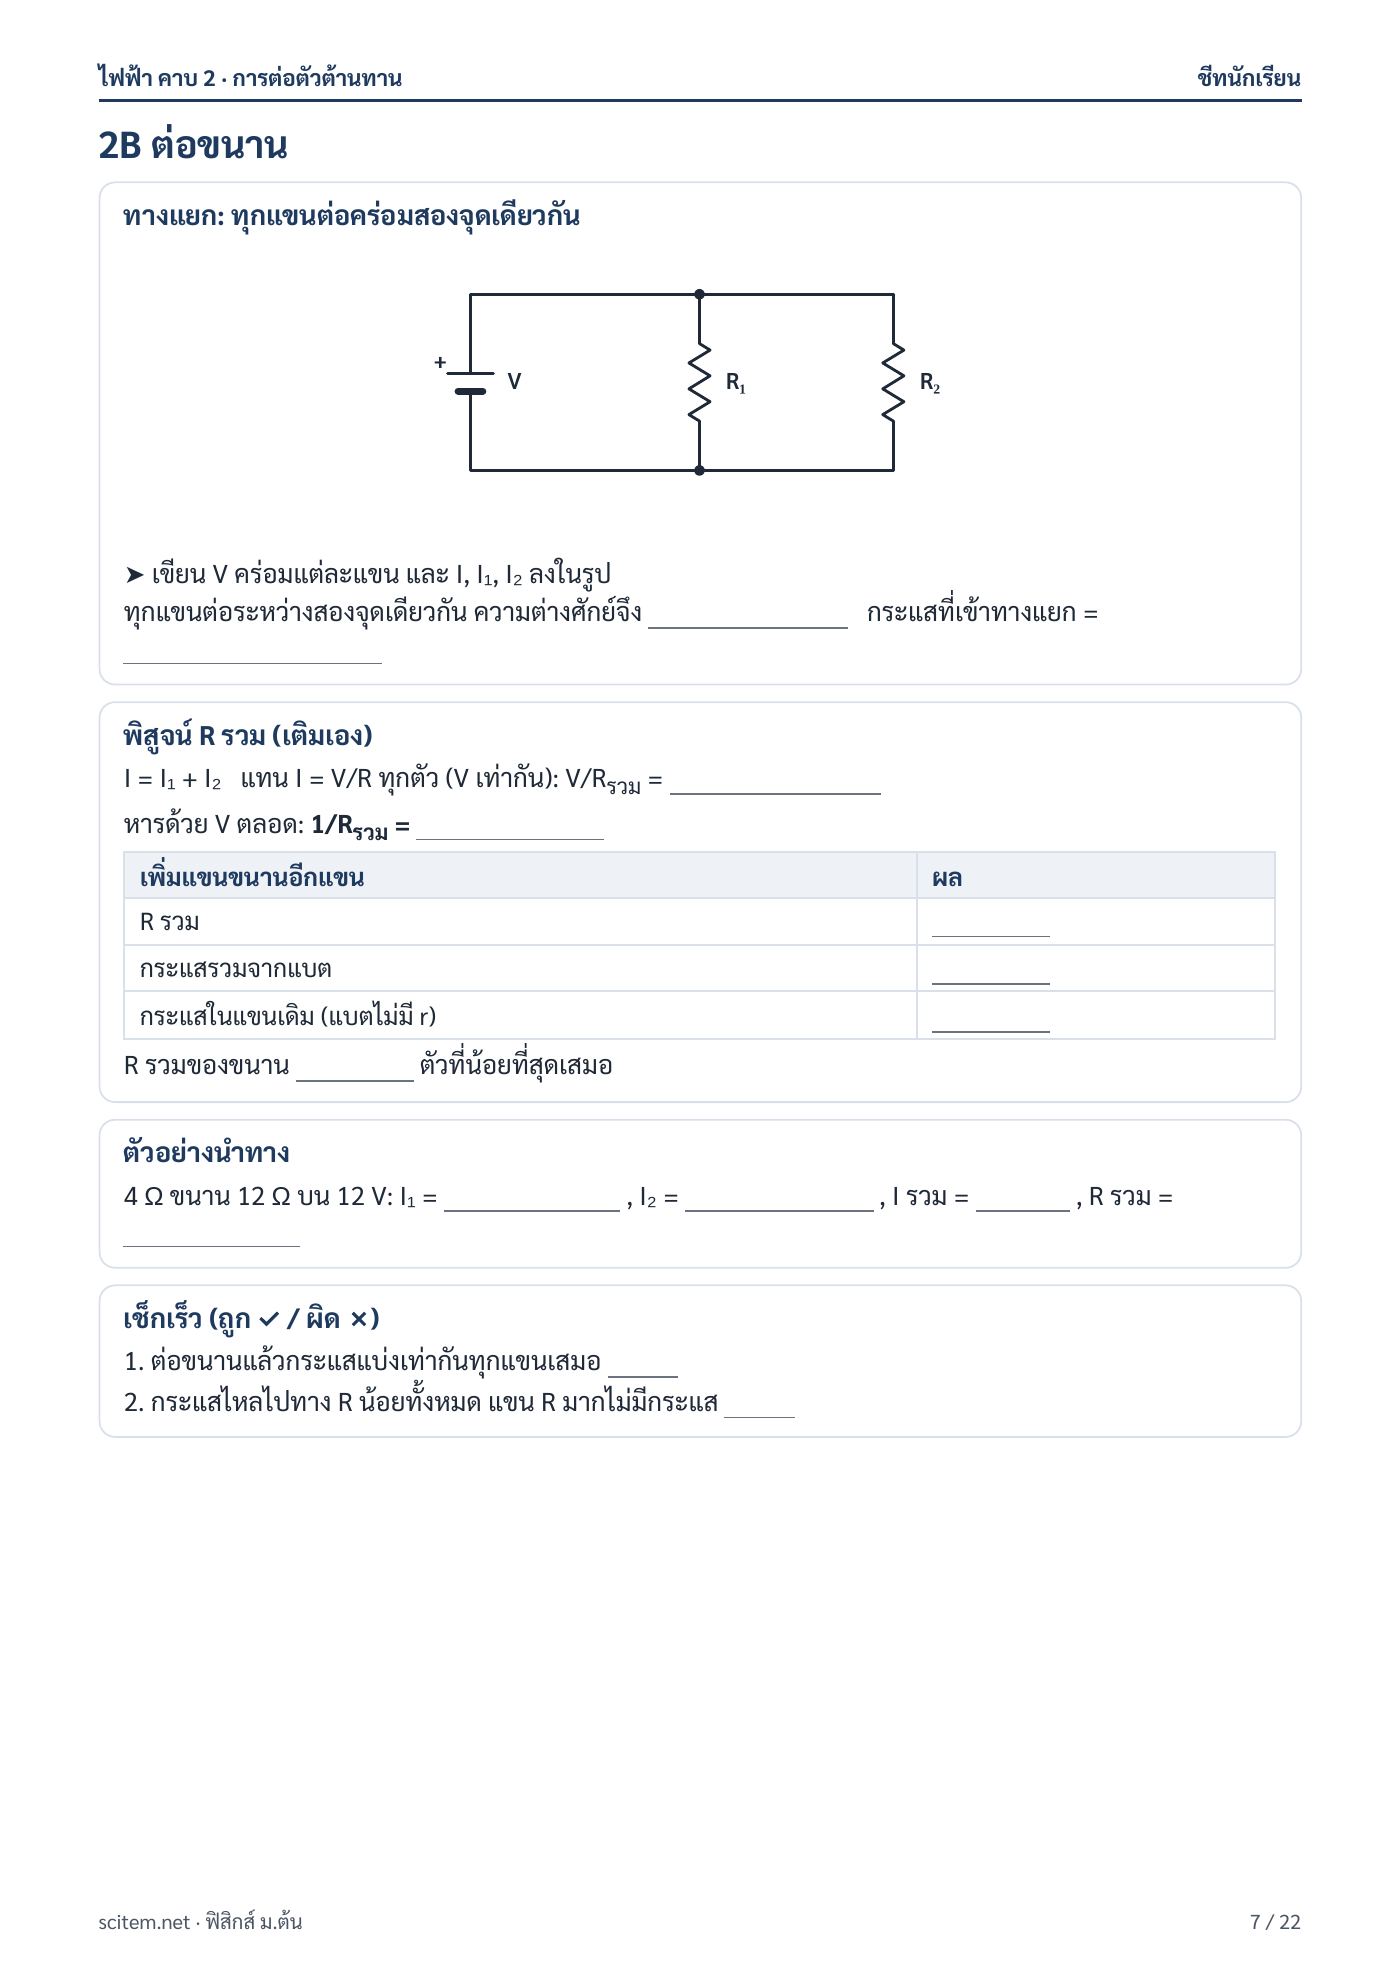 ไฟฟ้า คาบ 2 · การต่อตัวต้านทาน ชีทนักเรียน
2B ต่อขนาน
ทางแยก: ทุกแขนต่อคร่อมสองจุดเดียวกัน
+
V
R₁
R₂
➤ เขียน V คร่อมแต่ละแขน และ I, I₁, I₂ ลงในรูป
ทุกแขนต่อระหว่างสองจุดเดียวกัน ความต่างศักย์จึง ________ กระแสที่เข้าทางแยก =
________
พิสูจน์ R รวม (เติมเอง)
I = I₁ + I₂ แทน I = V/R ทุกตัว (V เท่ากัน): V/Rรวม = ________
หารด้วย V ตลอด: 1/Rรวม = ________
เพิ่มแขนขนานอีกแขน ผล
R รวม ________
กระแสรวมจากแบต ________
กระแสในแขนเดิม (แบตไม่มี r) ________
R รวมของขนาน ________ ตัวที่น้อยที่สุดเสมอ
ตัวอย่างนำทาง
4 Ω ขนาน 12 Ω บน 12 V: I₁ = ________ , I₂ = ________ , I รวม = ________ , R รวม =
________
เช็กเร็ว (ถูก ✓ / ผิด ✕)
1. ต่อขนานแล้วกระแสแบ่งเท่ากันทุกแขนเสมอ ____
2. กระแสไหลไปทาง R น้อยทั้งหมด แขน R มากไม่มีกระแส ____
scitem.net · ฟิสิกส์ ม.ต้น 7 / 22